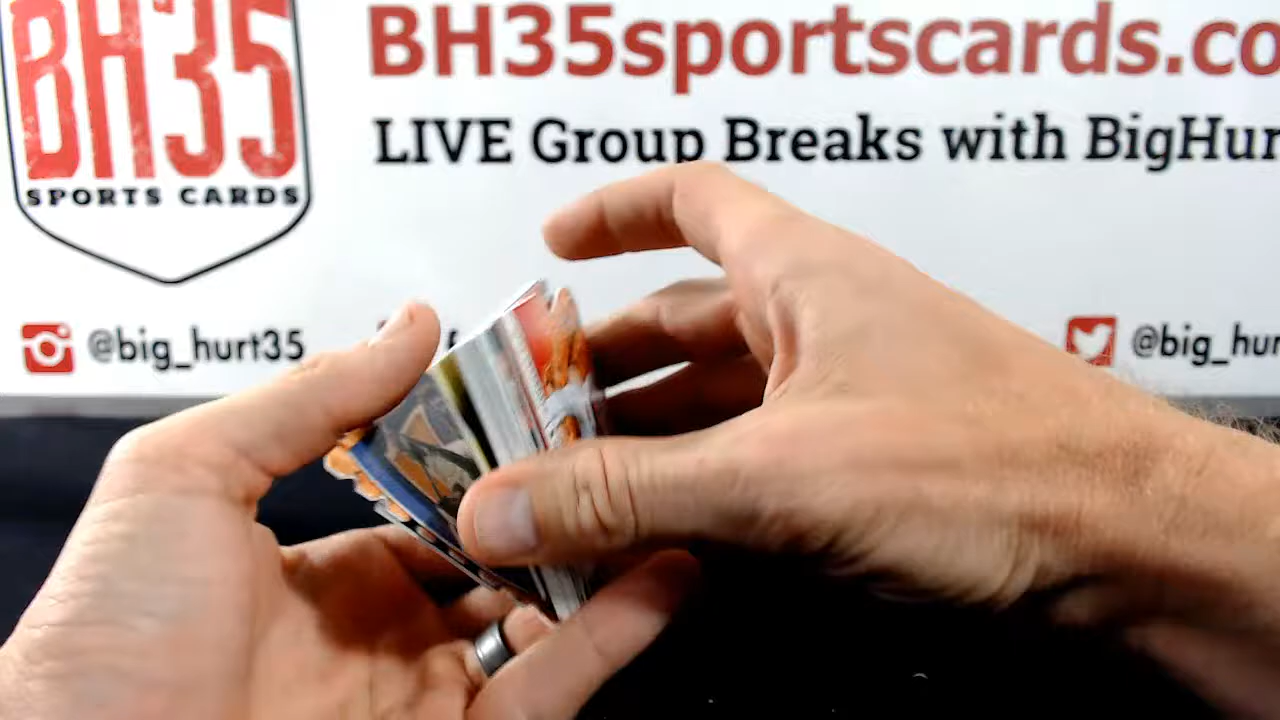 BH35
SPORTS CARDS
BH35sportscards.co
LIVE Group Breaks with BigHur
@big_hurt35
f
@big_hur